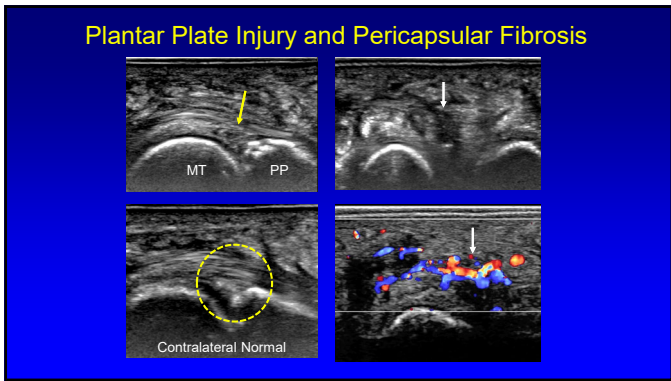 Plantar Plate Injury and Pericapsular Fibrosis
MT
PP
Contralateral Normal